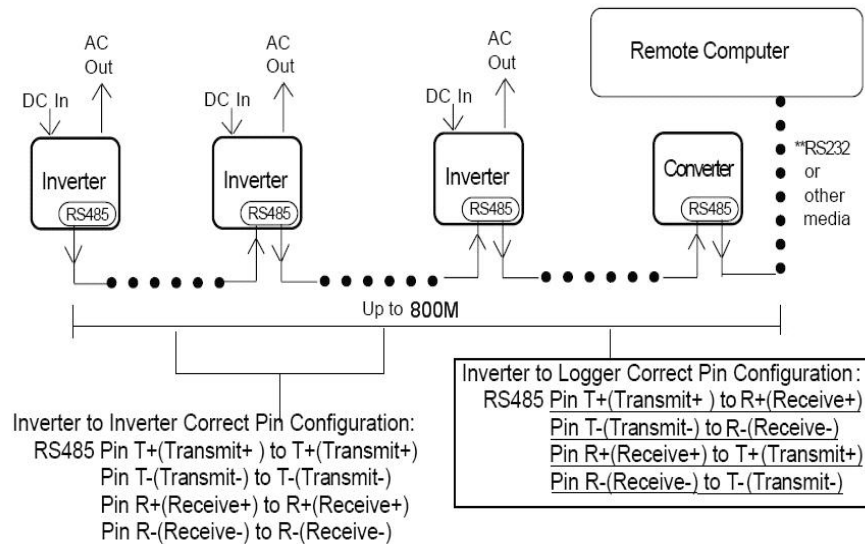 AC
Out
AC
Out
AC
Out
Remote Computer
DC In
DC In
DC In
Inverter
Inverter
Inverter
Converter
RS485
RS485
RS485
RS485
**RS232
or
other
media
Up to 800M
Inverter to Inverter Correct Pin Configuration:
RS485 Pin T+(Transmit+ ) to T+(Transmit+)
Pin T-(Transmit-) to T-(Transmit-)
Pin R+(Receive+) to R+(Receive+)
Pin R-(Receive-) to R-(Receive-)
Inverter to Logger Correct Pin Configuration :
RS485 Pin T+(Transmit+ ) to R+(Receive+)
Pin T-(Transmit-) to R-(Receive-)
Pin R+(Receive+) to T+(Transmit+)
Pin R-(Receive-) to T-(Transmit-)